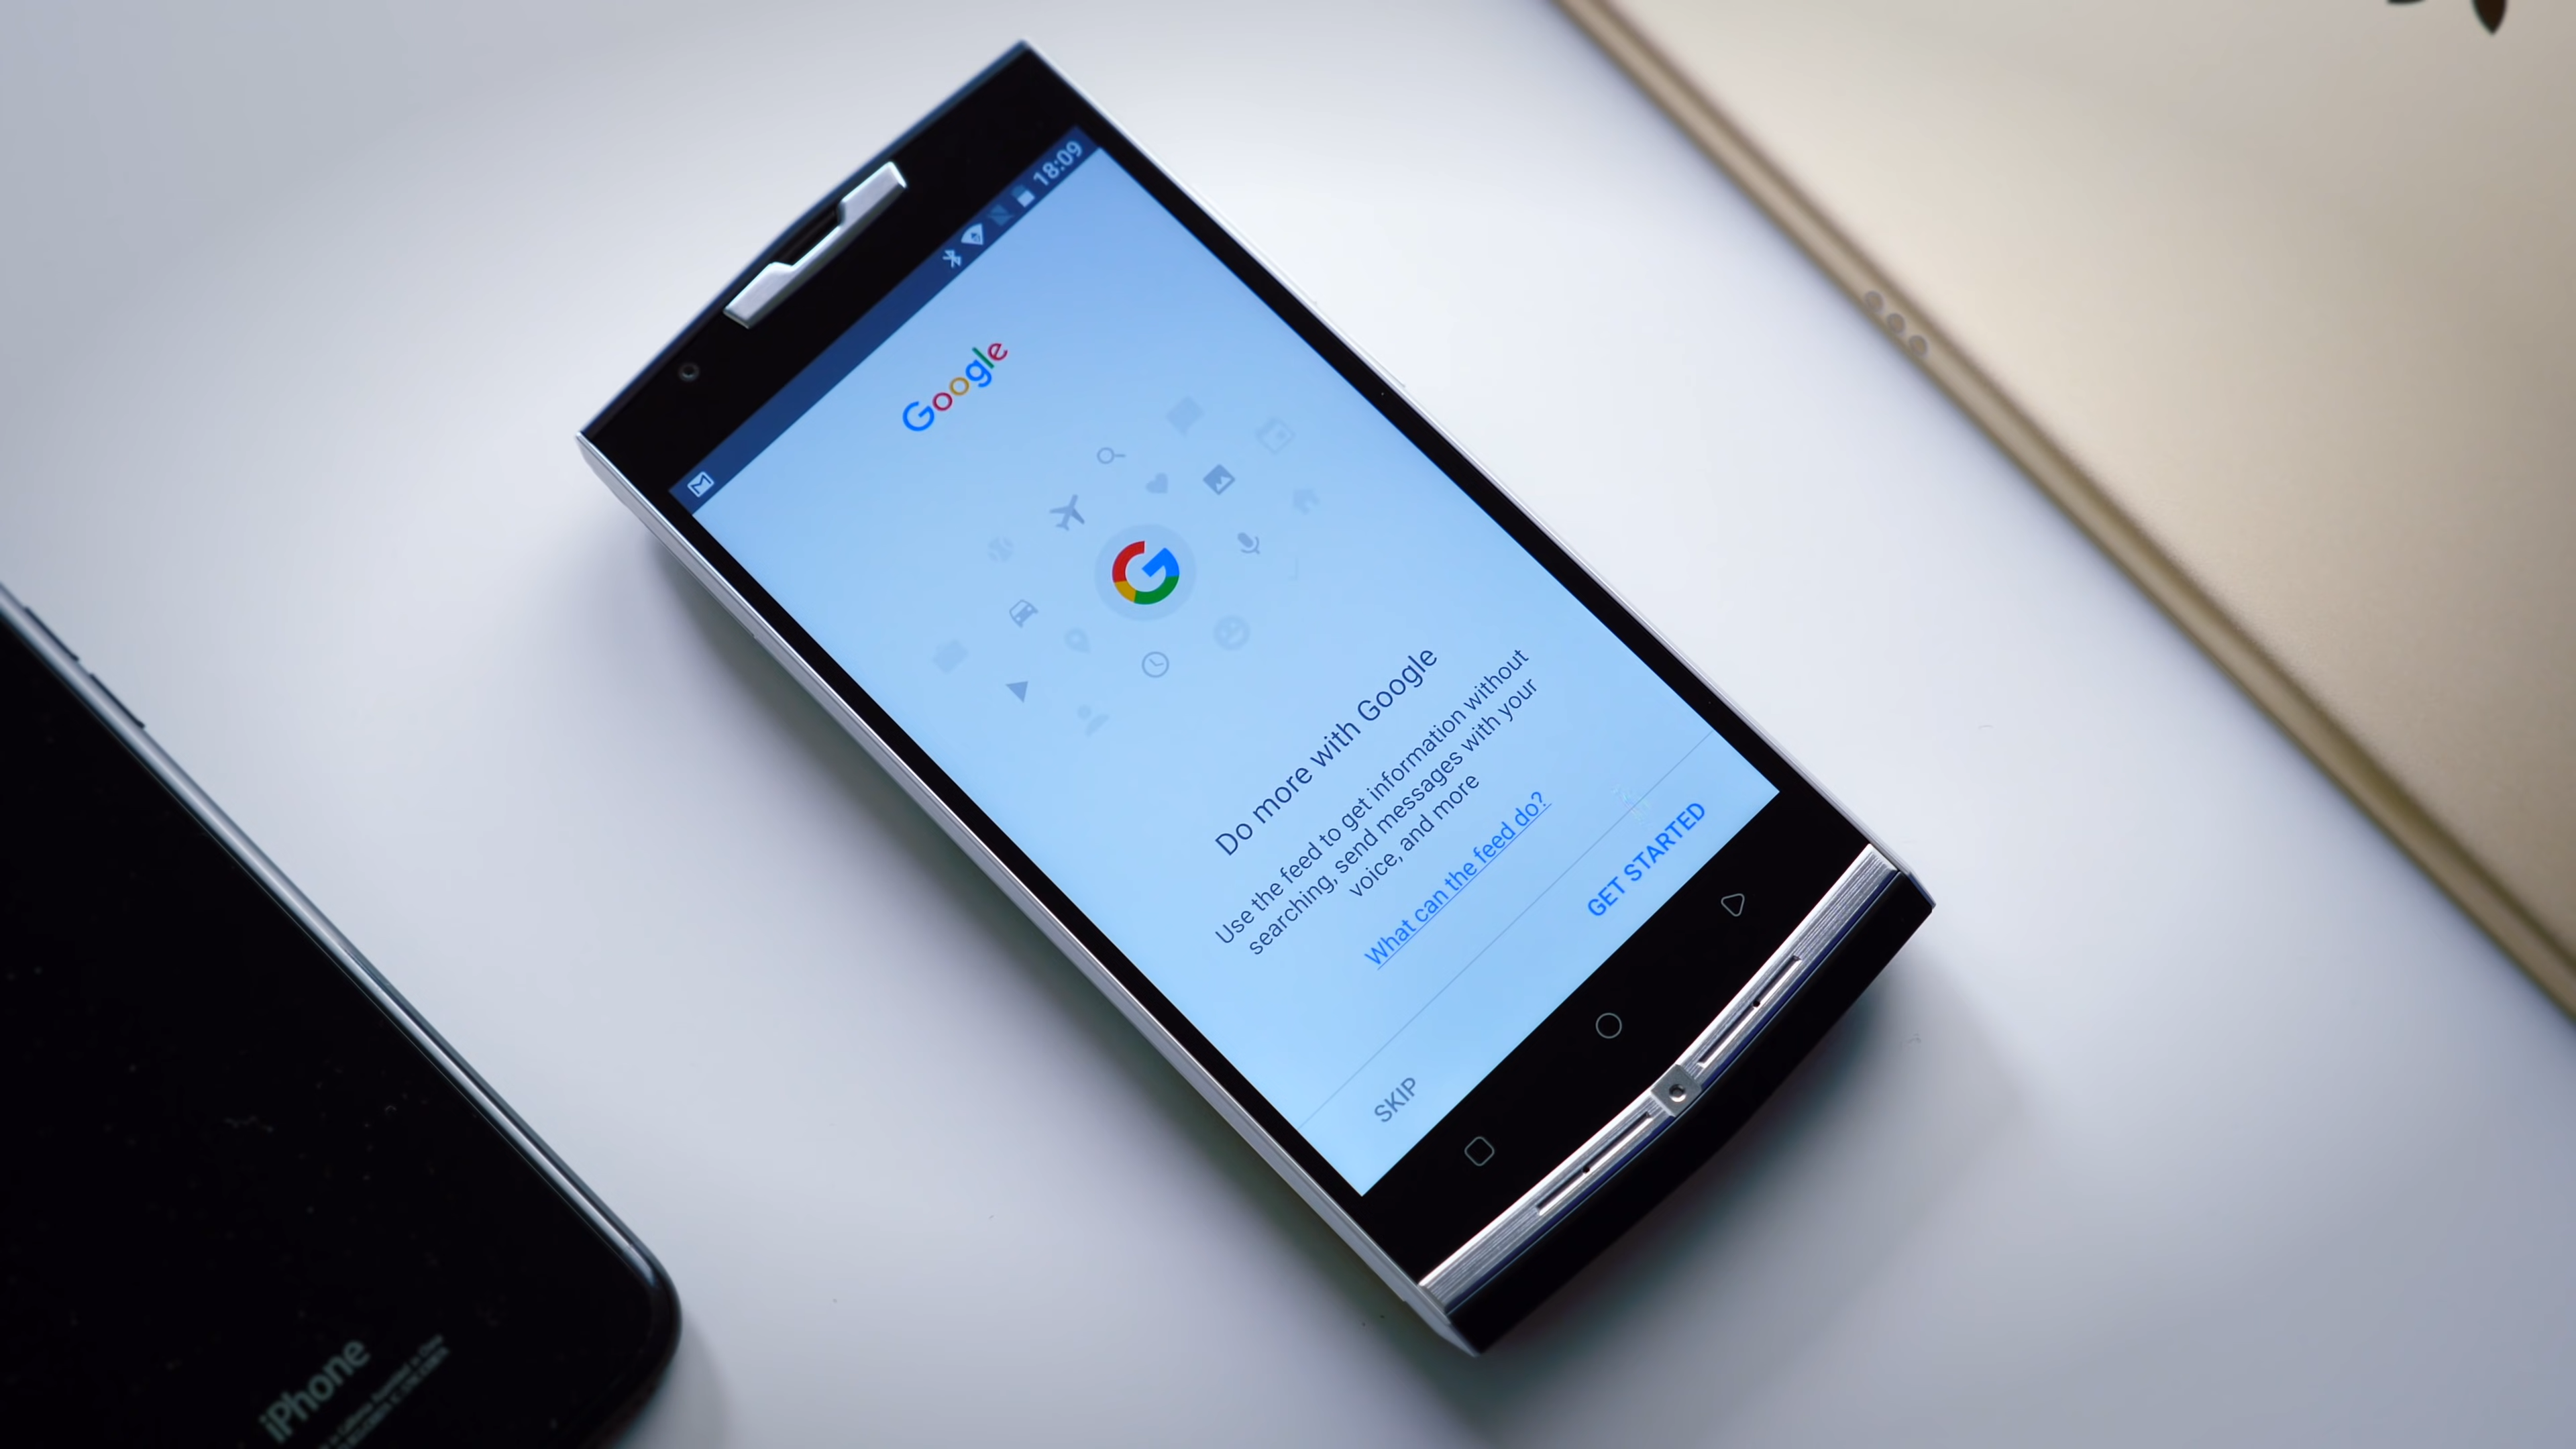 18:09
Google
Do more with Google
Use the feed to get information without
searching, send messages with your
voice, and more
What can the feed do?
SKIP
GET STARTED
iPhone